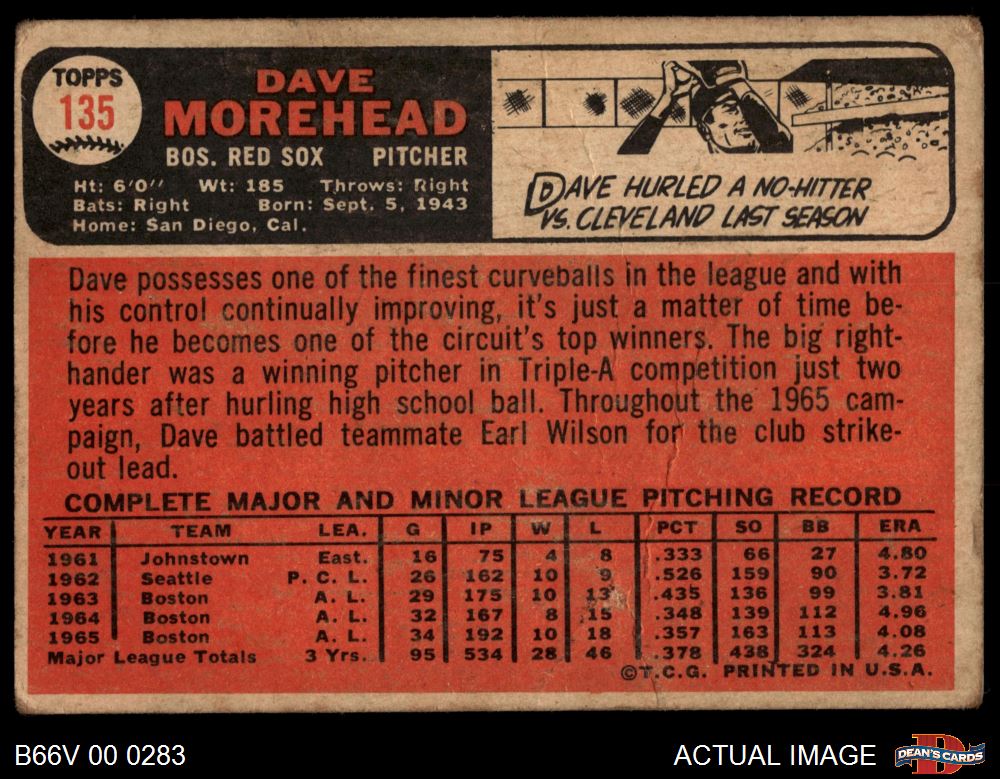 TOPPS
135
DAVE
MOREHEAD
BOS. RED SOX PITCHER
Ht: 6'0" Wt: 185 Throws: Right
Bats: Right Born: Sept. 5, 1943
Home: San Diego, Cal.
DAVE HURLED A NO-HITTER
VS. CLEVELAND LAST SEASON
Dave possesses one of the finest curveballs in the league and with
his control continually improving, it's just a matter of time be-
fore he becomes one of the circuit's top winners. The big right-
hander was a winning pitcher in Triple-A competition just two
years after hurling high school ball. Throughout the 1965 cam-
paign, Dave battled teammate Earl Wilson for the club strike-
out lead.
COMPLETE MAJOR AND MINOR LEAGUE PITCHING RECORD
YEAR TEAM LEA. G IP W L PCT SO BB ERA
1961 Johnstown East. 16 75 4 8 .333 66 27 4.80
1962 Seattle P. C. L. 26 162 10 9 .526 159 90 3.72
1963 Boston A. L. 29 175 10 13 .435 136 99 3.81
1964 Boston A. L. 32 167 8 15 .348 139 112 4.96
1965 Boston A. L. 34 192 10 18 .357 163 113 4.08
Major League Totals 3 Yrs. 95 534 28 46 .378 438 324 4.26
©T.C.G. PRINTED IN U.S.A.
B66V 00 0283
ACTUAL IMAGE
DEAN'S CARDS